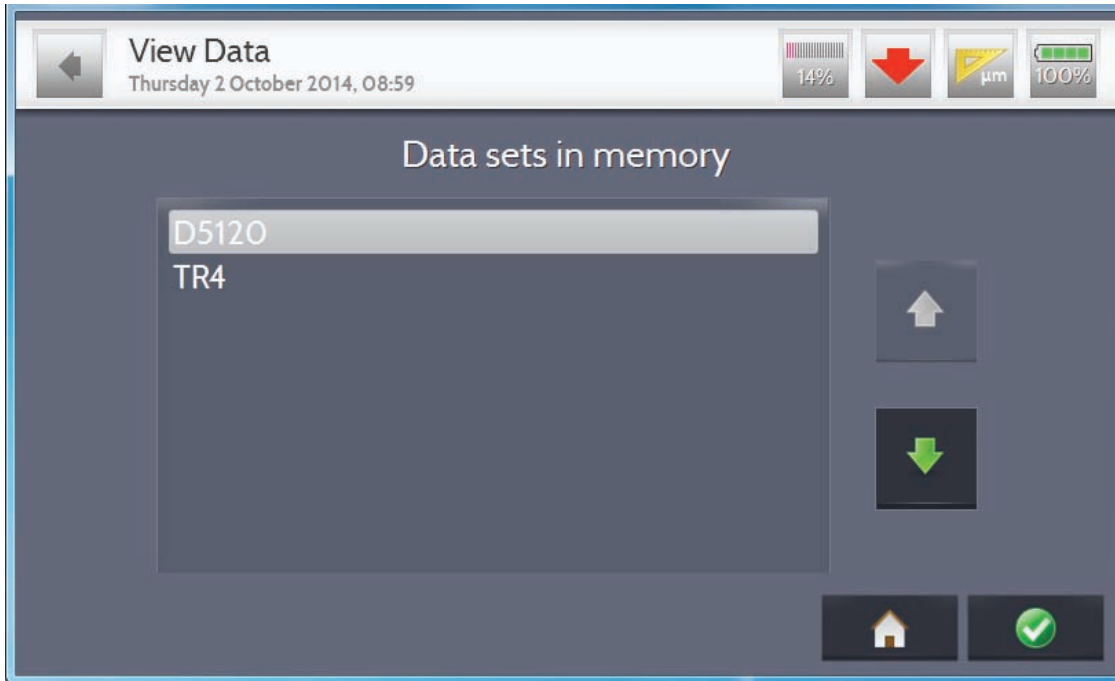 View Data
Thursday 2 October 2014, 08:59
14%
µm
100%
Data sets in memory
D5120
TR4